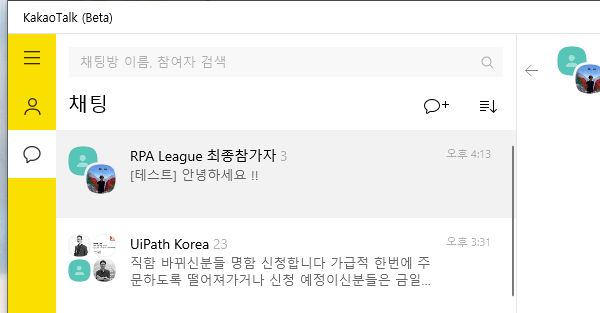 KakaoTalk (Beta)
채팅방 이름, 참여자 검색
채팅
RPA League 최종참가자 3
오후 4:13
[테스트] 안녕하세요 !!
UiPath Korea 23
오후 3:31
직함 바뀌신분들 명함 신청합니다 가급적 한번에 주
문하도록 떨어져가거나 신청 예정이신분들은 금일...